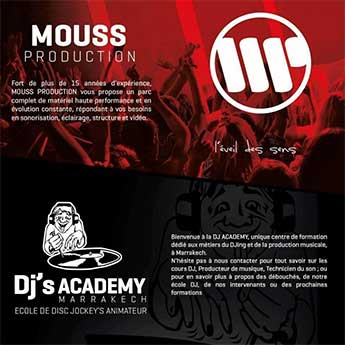 MOUSS
PRODUCTION
Fort de plus de 15 années d'expérience,
MOUSS PRODUCTION vous propose un parc
complet de matériel haute performance et en
évolution constante, répondant à vos besoins
en sonorisation, éclairage, structure et vidéo..
l'éveil des sens
Dj's ACADEMY
MARRAKECH
ECOLE DE DISC JOCKEY'S ANIMATEUR
Bienvenue à la DJ ACADEMY, unique centre de formation
dédié aux métiers du DJing et de la production musicale,
à Marrakech.
N'hésite pas à nous contacter pour tout savoir sur les
cours DJ, Producteur de musique, Technicien du son ; ou
pour en savoir plus à propos des débouchés, de notre
école DJ, de nos intervenants ou des prochaines
formations